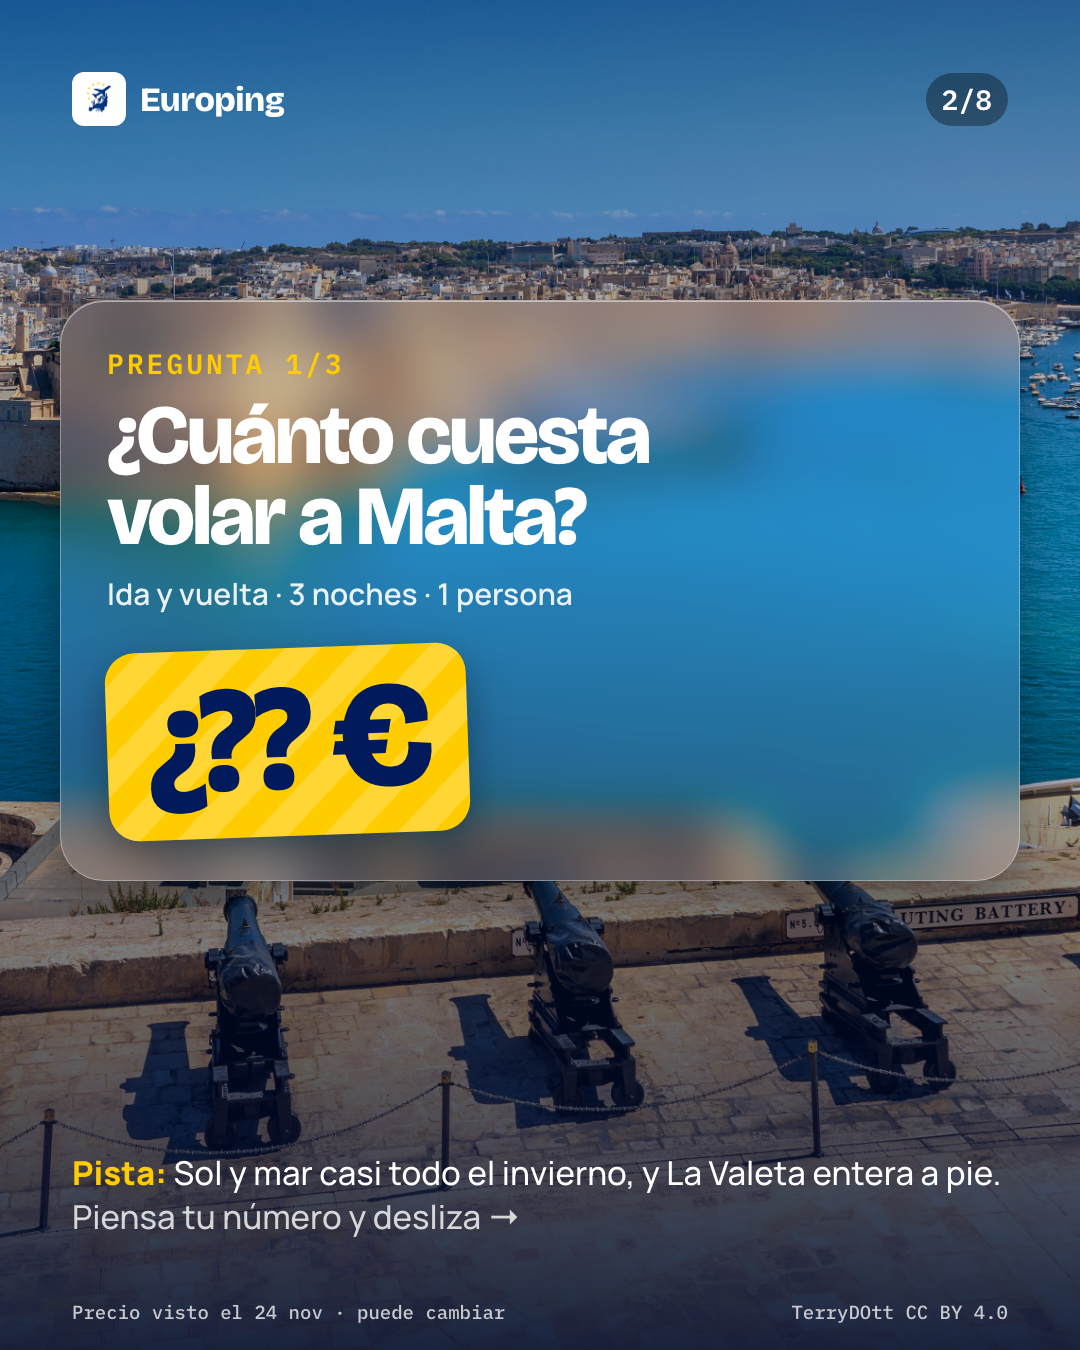 Europing
2/8
PREGUNTA 1/3
¿Cuánto cuesta
volar a Malta?
Ida y vuelta · 3 noches · 1 persona
¿?? €
UTING BATTERY
Nº5.
Pista: Sol y mar casi todo el invierno, y La Valeta entera a pie.
Piensa tu número y desliza →
Precio visto el 24 nov · puede cambiar
TerryDOtt CC BY 4.0